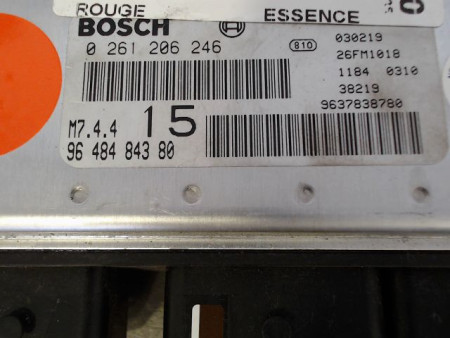 ROUGE ESSENCE
BOSCH
0 261 206 246
810
030219
26FM1018
1184 0310
38219
9637838780
M7.4.4 15
96 484 843 80